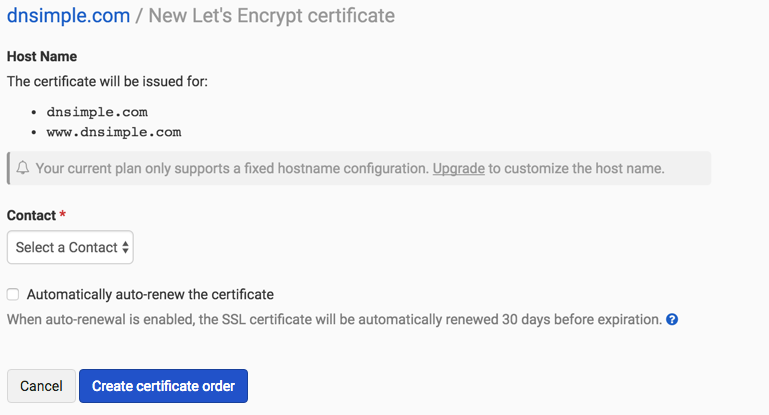 dnsimple.com / New Let's Encrypt certificate
Host Name
The certificate will be issued for:
• dnsimple.com
• www.dnsimple.com
Your current plan only supports a fixed hostname configuration. Upgrade to customize the host name.
Contact *
Select a Contact
Automatically auto-renew the certificate
When auto-renewal is enabled, the SSL certificate will be automatically renewed 30 days before expiration. ?
Cancel Create certificate order